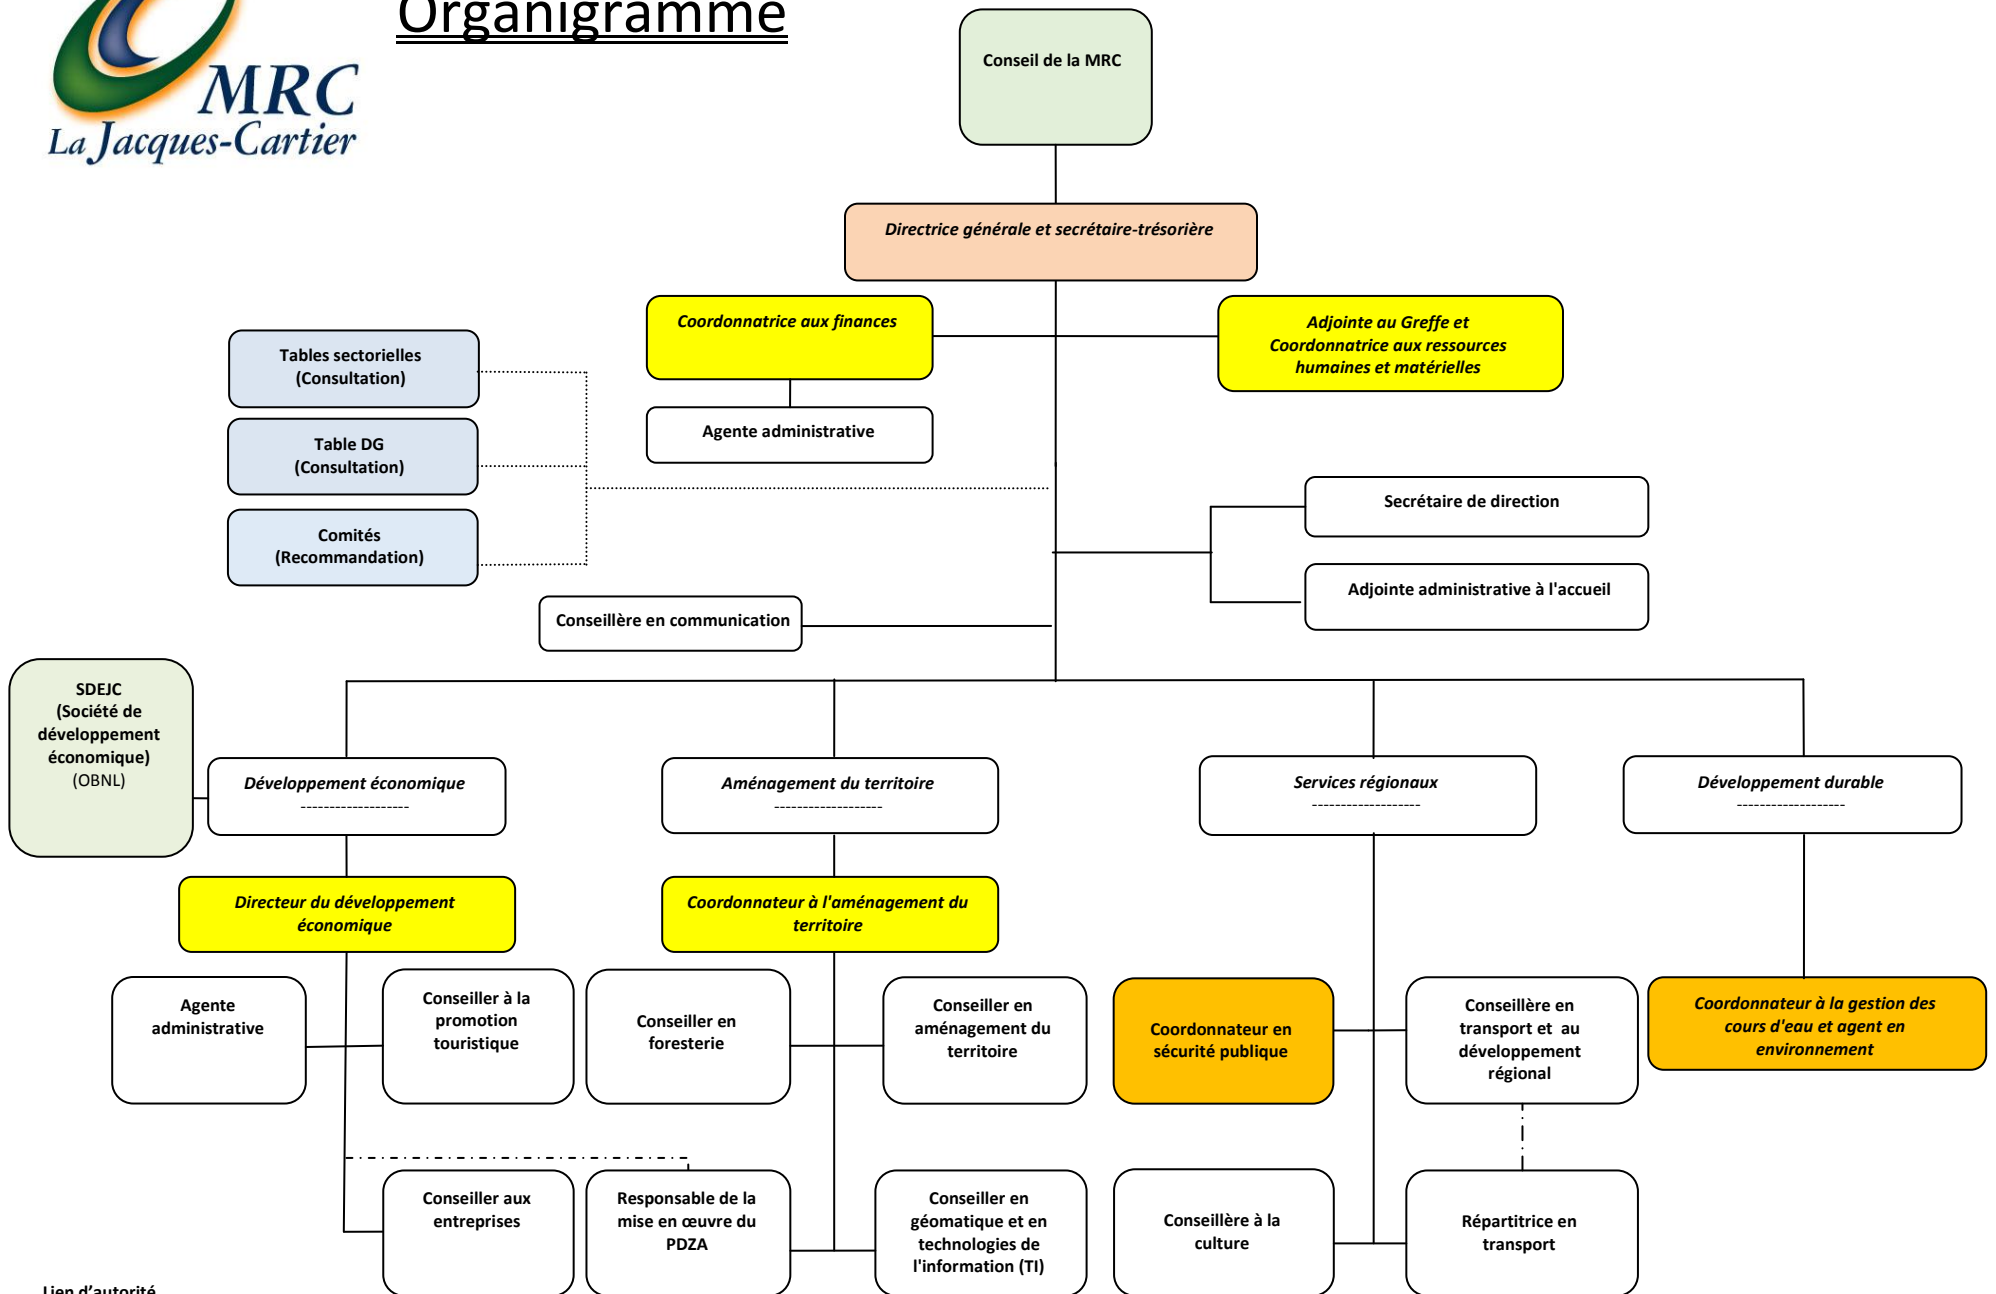 Organigramme
MRC
La Jacques-Cartier
Conseil de la MRC
Directrice générale et secrétaire-trésorière
Coordonnatrice aux finances
Adjointe au Greffe et
Coordonnatrice aux ressources
humaines et matérielles
Tables sectorielles
(Consultation)
Agente administrative
Table DG
(Consultation)
Secrétaire de direction
Comités
(Recommandation)
Adjointe administrative à l'accueil
Conseillère en communication
SDEJC
(Société de
développement
économique)
(OBNL)
Développement économique
-------------------
Aménagement du territoire
-------------------
Services régionaux
-------------------
Développement durable
-------------------
Directeur du développement
économique
Coordonnateur à l'aménagement du
territoire
Agente
administrative
Conseiller à la
promotion
touristique
Conseiller en
foresterie
Conseiller en
aménagement du
territoire
Coordonnateur en
sécurité publique
Conseillère en
transport et au
développement
régional
Coordonnateur à la gestion des
cours d'eau et agent en
environnement
Conseiller aux
entreprises
Responsable de la
mise en œuvre du
PDZA
Conseiller en
géomatique et en
technologies de
l'information (TI)
Conseillère à la
culture
Répartitrice en
transport
Lien d'autorité